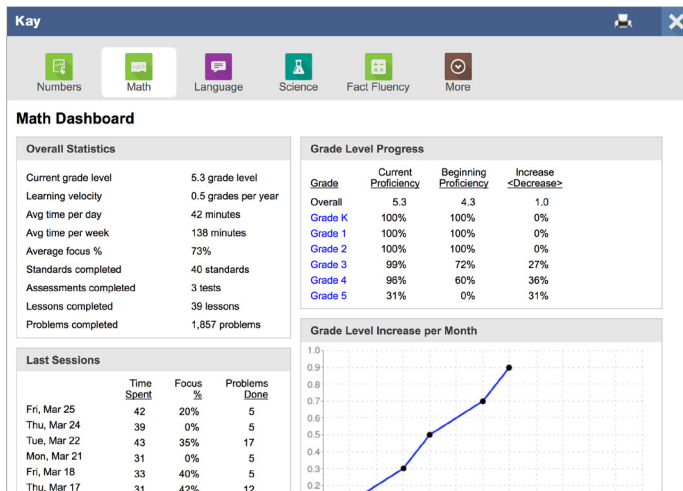 Kay
Numbers Math Language Science Fact Fluency More
Math Dashboard
Overall Statistics
Current grade level 5.3 grade level
Learning velocity 0.5 grades per year
Avg time per day 42 minutes
Avg time per week 138 minutes
Average focus % 73%
Standards completed 40 standards
Assessments completed 3 tests
Lessons completed 39 lessons
Problems completed 1,857 problems
Last Sessions
Time Focus Problems
Spent % Done
Fri, Mar 25 42 20% 5
Thu, Mar 24 39 0% 5
Tue, Mar 22 43 35% 17
Mon, Mar 21 31 0% 5
Fri, Mar 18 33 40% 5
Thu, Mar 17 31 42% 12
Grade Level Progress
Current Beginning Increase
Grade Proficiency Proficiency <Decrease>
Overall 5.3 4.3 1.0
Grade K 100% 100% 0%
Grade 1 100% 100% 0%
Grade 2 100% 100% 0%
Grade 3 99% 72% 27%
Grade 4 96% 60% 36%
Grade 5 31% 0% 31%
Grade Level Increase per Month
1.0
0.9
0.8
0.7
0.6
0.5
0.4
0.3
0.2